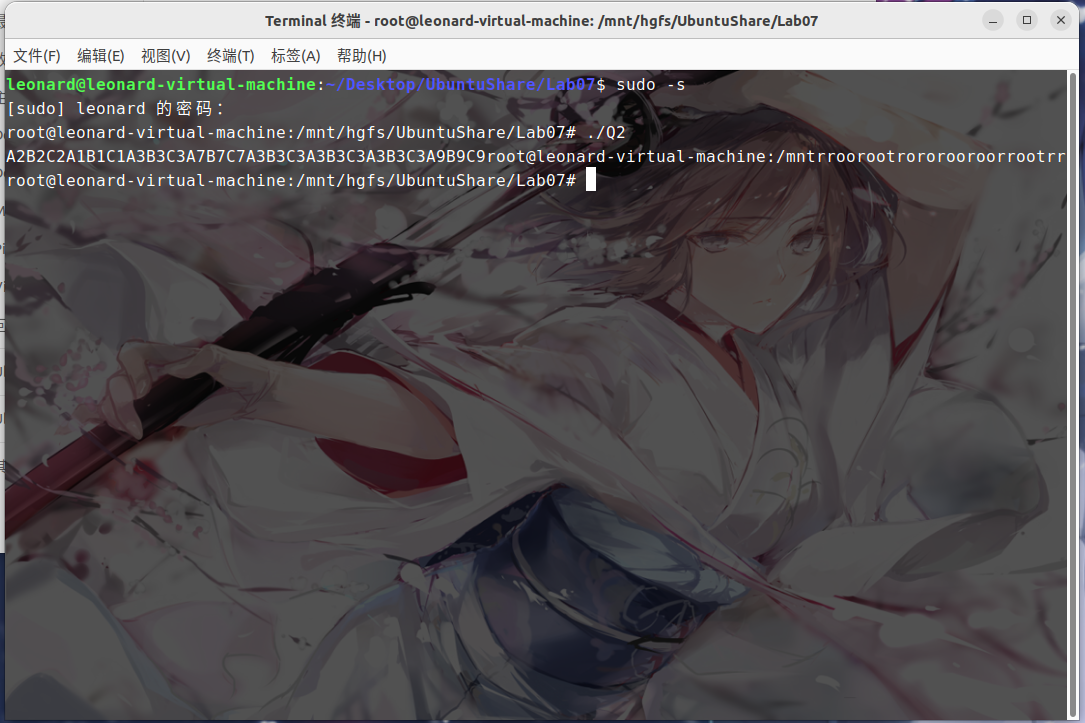 Terminal 终端 - root@leonard-virtual-machine: /mnt/hgfs/UbuntuShare/Lab07
文件(F) 编辑(E) 视图(V) 终端(T) 标签(A) 帮助(H)
leonard@leonard-virtual-machine:~/Desktop/UbuntuShare/Lab07$ sudo -s
[sudo] leonard 的密码：
root@leonard-virtual-machine:/mnt/hgfs/UbuntuShare/Lab07# ./Q2
A2B2C2A1B1C1A3B3C3A7B7C7A3B3C3A3B3C3A3B3C3A9B9C9root@leonard-virtual-machine:/mntrroorootrororooroorrootrr
root@leonard-virtual-machine:/mnt/hgfs/UbuntuShare/Lab07#